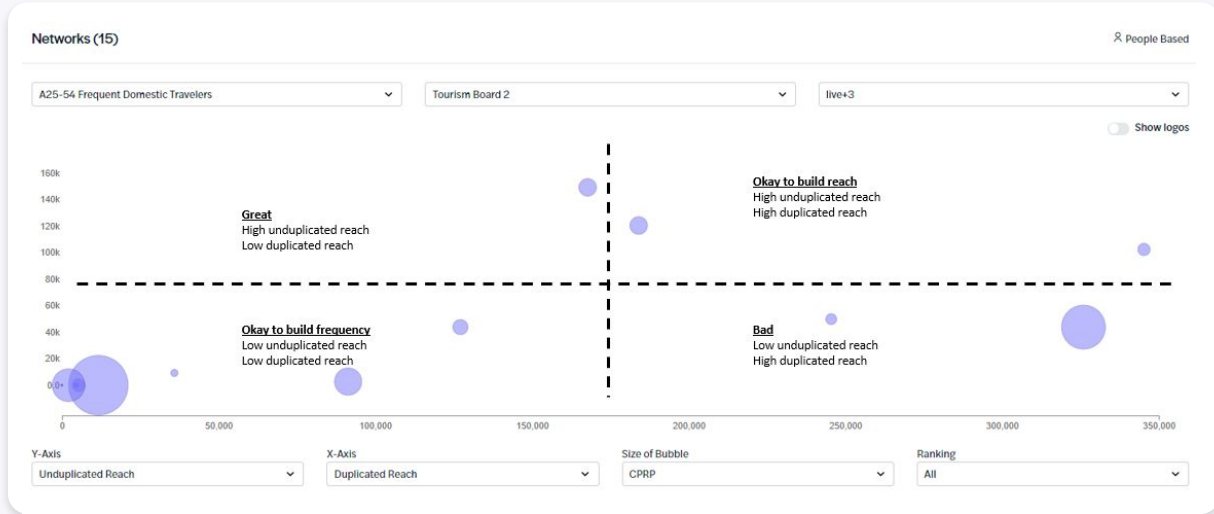 Networks (15)
People Based
A25-54 Frequent Domestic Travelers
Tourism Board 2
live+3
Show logos
160k
140k
120k
100k
80k
60k
40k
20k
0.0
Great
High unduplicated reach
Low duplicated reach
Okay to build reach
High unduplicated reach
High duplicated reach
Okay to build frequency
Low unduplicated reach
Low duplicated reach
Bad
Low unduplicated reach
High duplicated reach
0
50,000
100,000
150,000
200,000
250,000
300,000
350,000
Y-Axis
X-Axis
Size of Bubble
Ranking
Unduplicated Reach
Duplicated Reach
CPRP
All